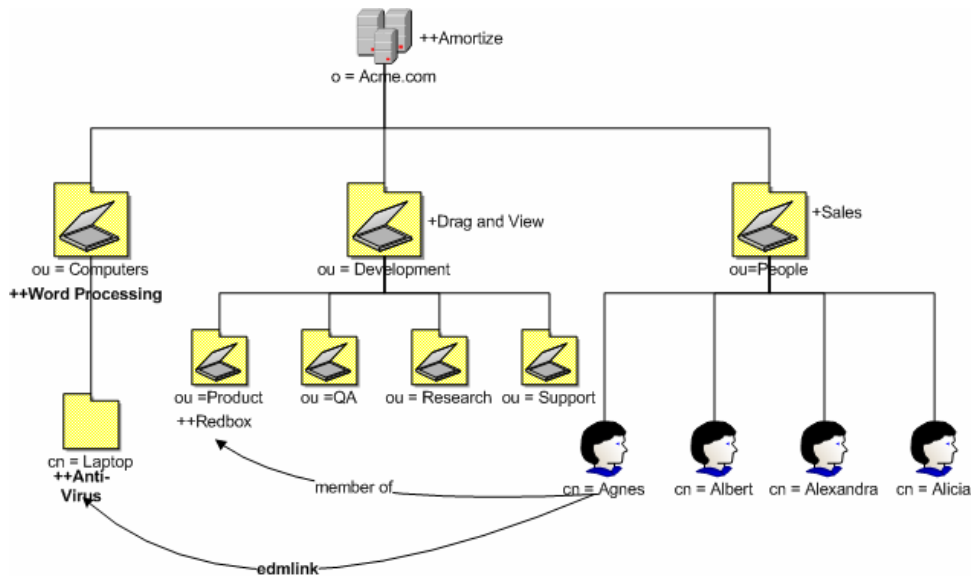 ++Amortize
o = Acme.com
+Drag and View
+Sales
ou = Computers
ou = Development
ou=People
++Word Processing
ou =Product
ou =QA
ou = Research
ou = Support
++Redbox
cn = Laptop
++Anti-
Virus
member of
cn = Agnes
cn = Albert
cn = Alexandra
cn = Alicia
edmlink